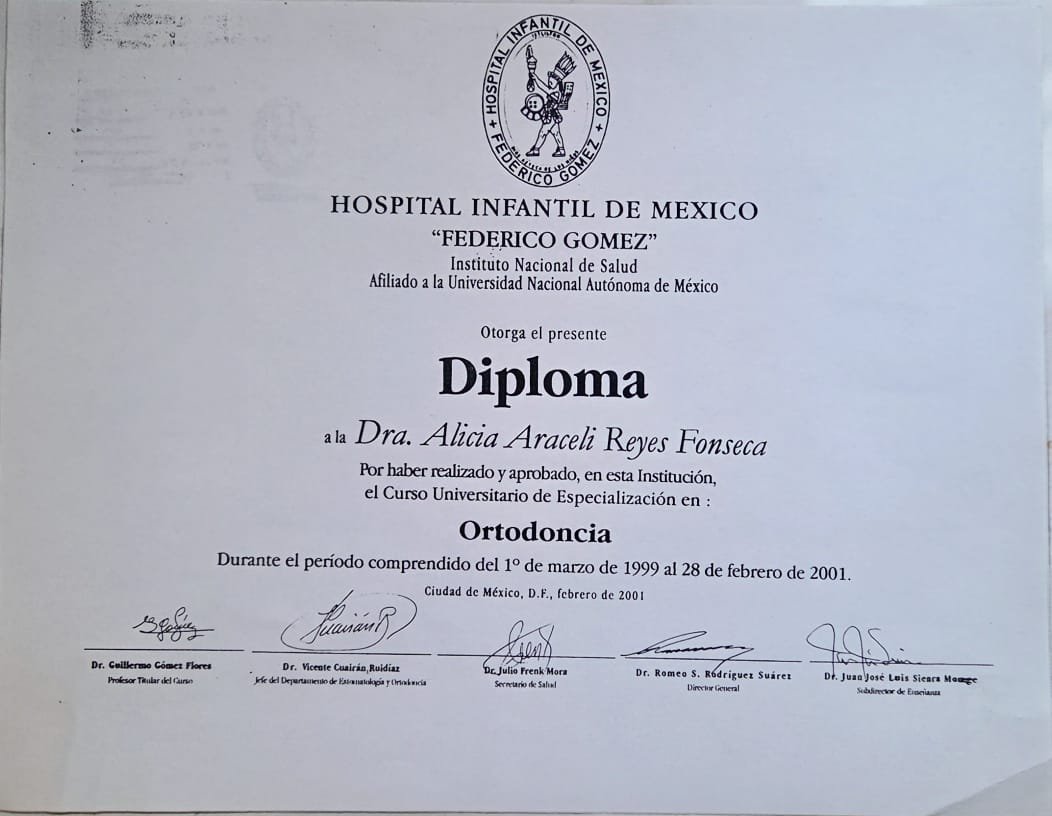 HOSPITAL INFANTIL DE MEXICO
FEDERICO GOMEZ
HOSPITAL INFANTIL DE MEXICO
"FEDERICO GOMEZ"
Instituto Nacional de Salud
Afiliado a la Universidad Nacional Autónoma de México
Otorga el presente
Diploma
a la Dra. Alicia Araceli Reyes Fonseca
Por haber realizado y aprobado, en esta Institución,
el Curso Universitario de Especialización en :
Ortodoncia
Durante el período comprendido del 1º de marzo de 1999 al 28 de febrero de 2001.
Ciudad de México, D.F., febrero de 2001
Dr. Guillermo Gómez Flores
Profesor Titular del Curso
Dr. Vicente Cuairán Ruidíaz
Jefe del Departamento de Estomatología y Ortodoncia
Dr. Julio Frenk Mora
Secretario de Salud
Dr. Romeo S. Rodríguez Suárez
Director General
Dr. Juan José Luis Sienra
Subdirector de Enseñanza